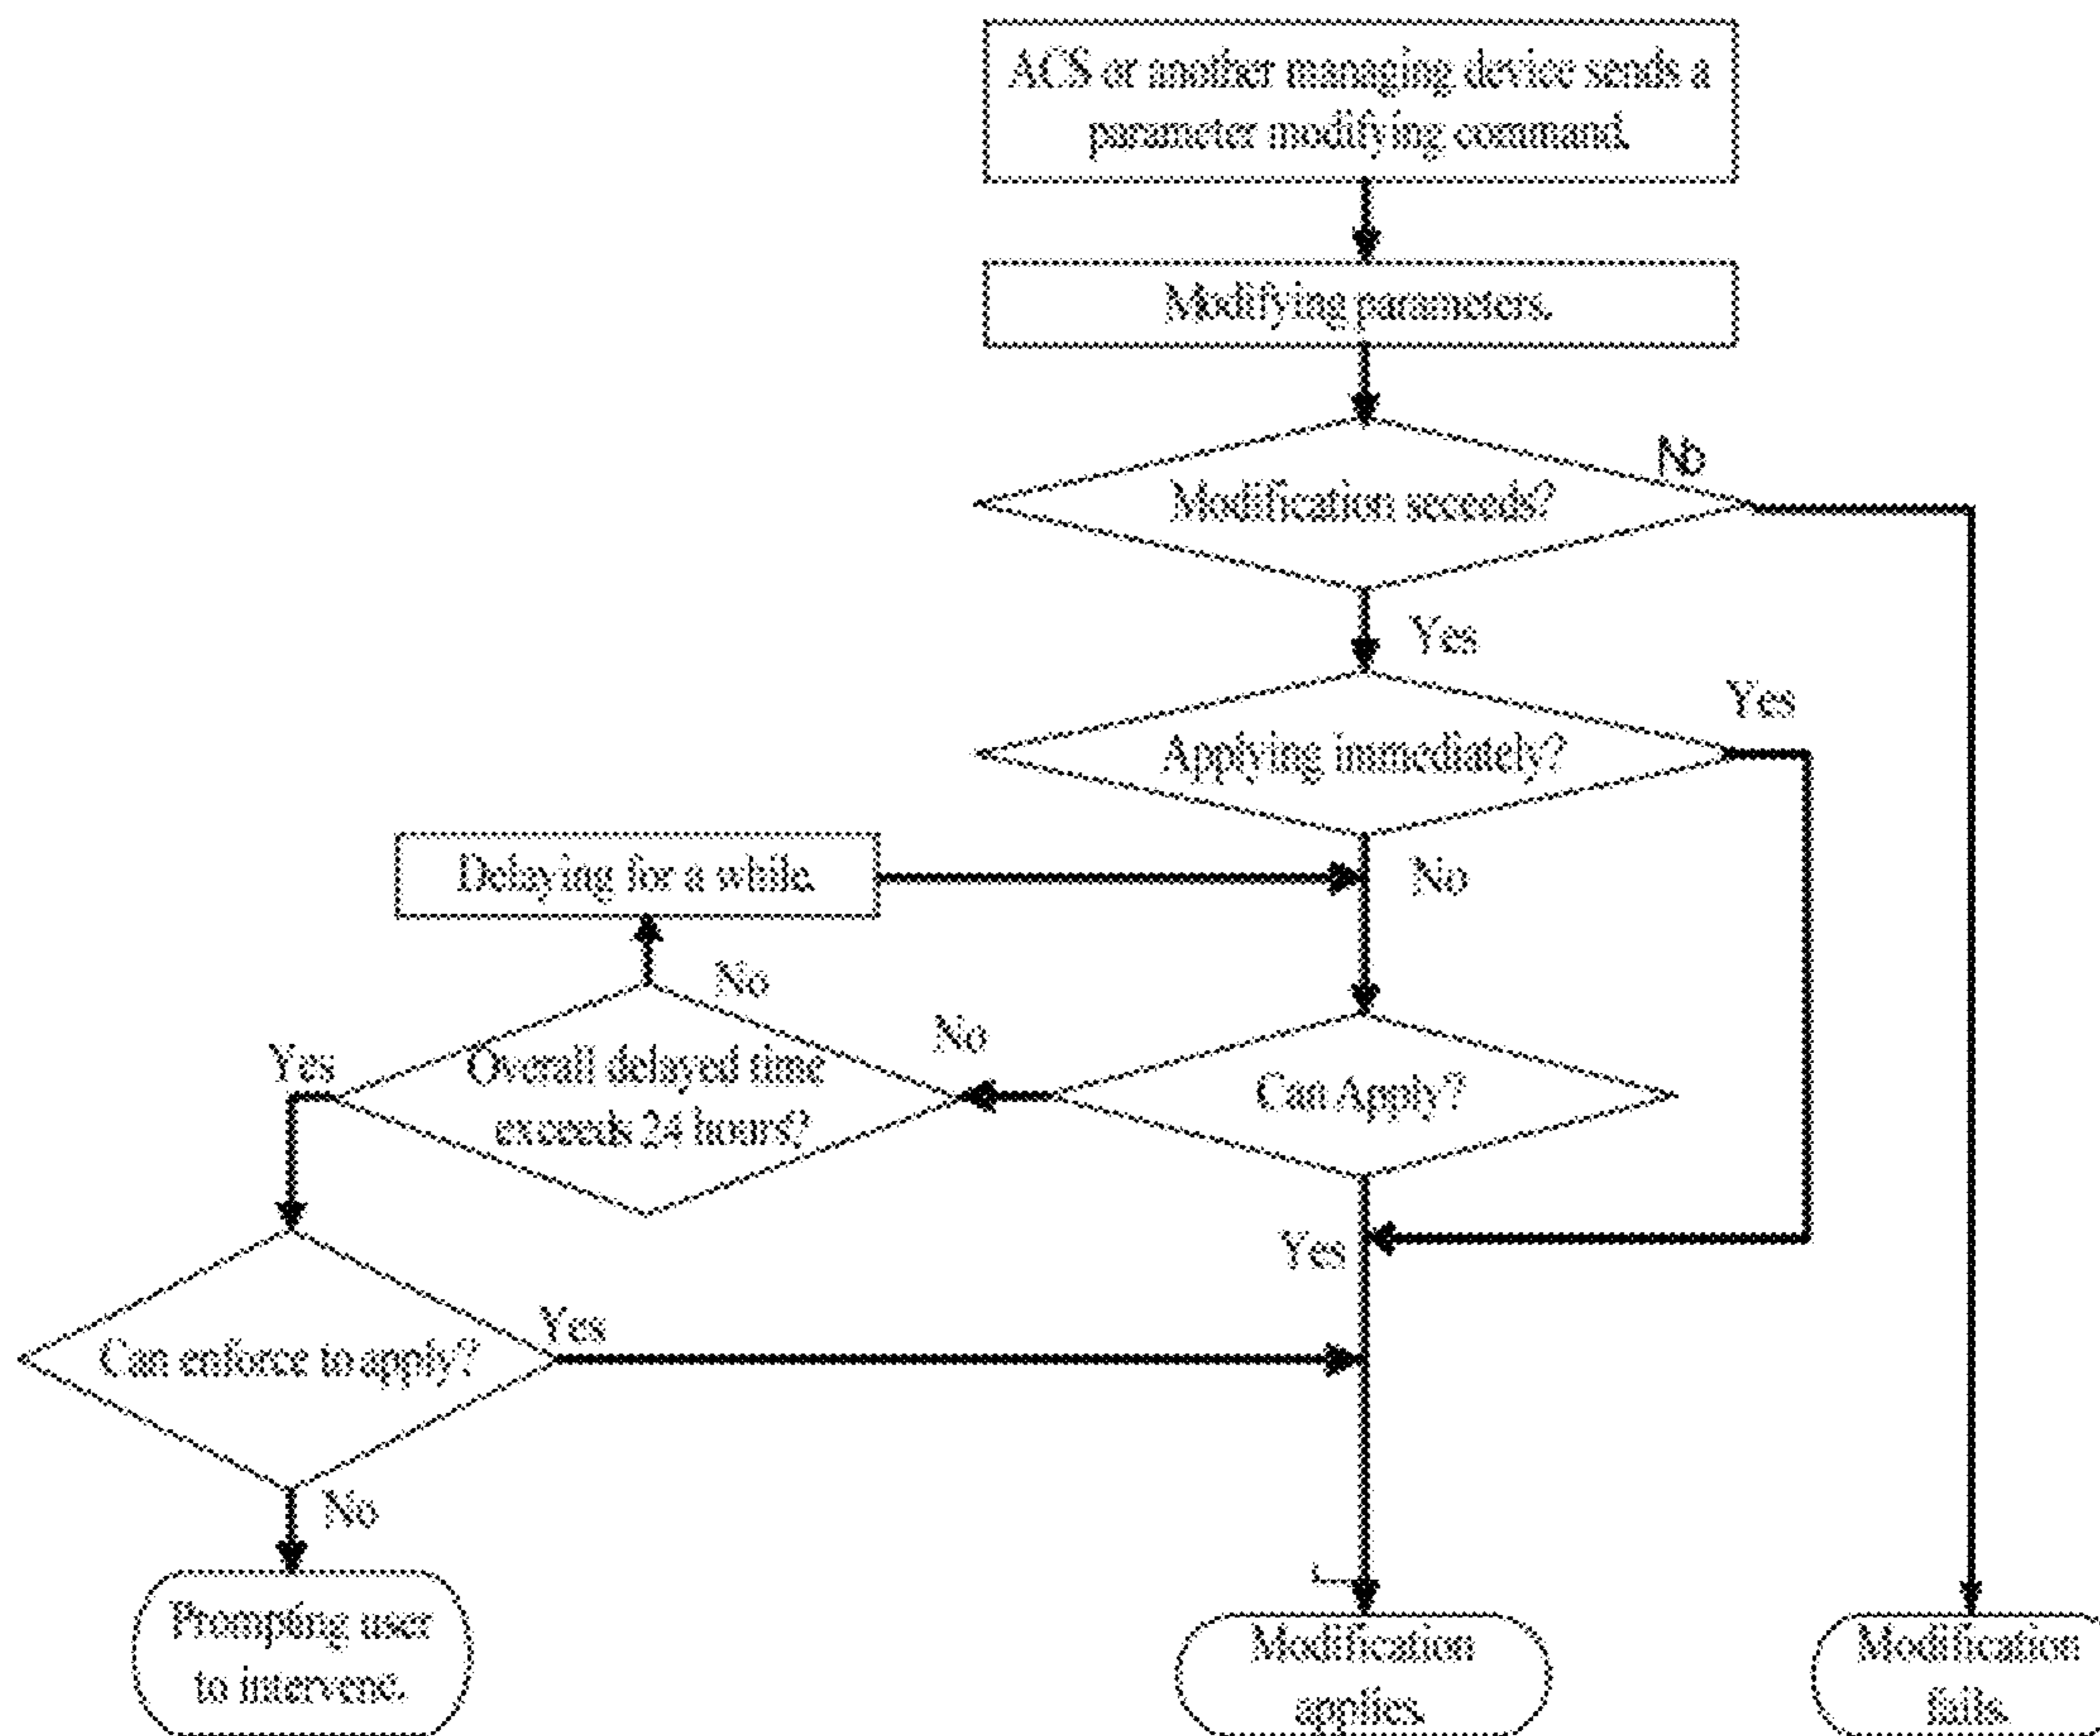 ACS or another managing device sends a
parameter modifying command.
Modifying parameters.
No
Modification secceeds?
Yes
Yes
Applying immediately?
Delaying for a while.
No
No
No
Yes
Overall delayed time
exceeds 24 hours?
Can Apply?
Yes
Yes
Can enforce to apply?
No
Prompting user
to intervene.
Modification
applies.
Modification
fails.